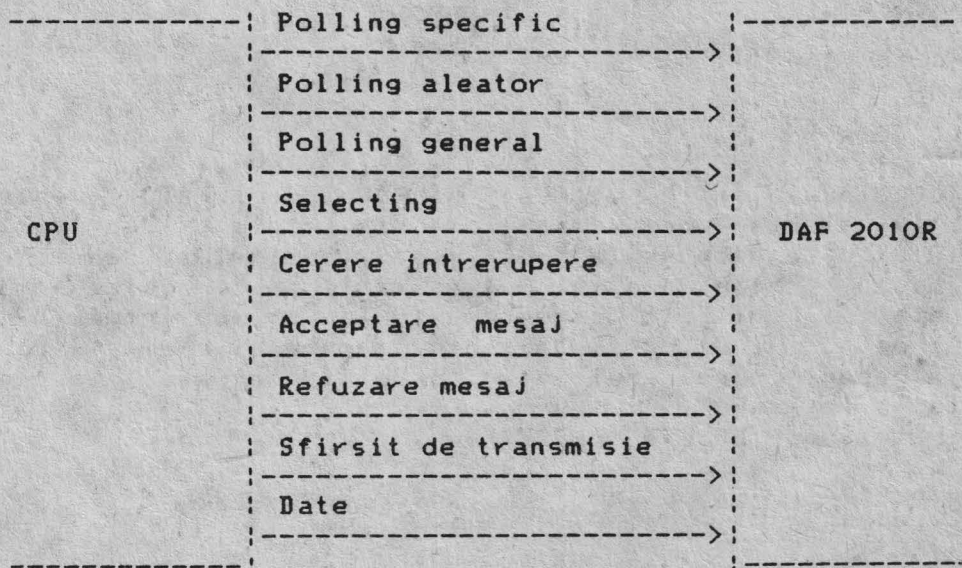 Polling specific
Polling aleator
Polling general
Selecting
CPU DAF 2010R
Cerere intrerupere
Acceptare mesaj
Refuzare mesaj
Sfirsit de transmisie
Date